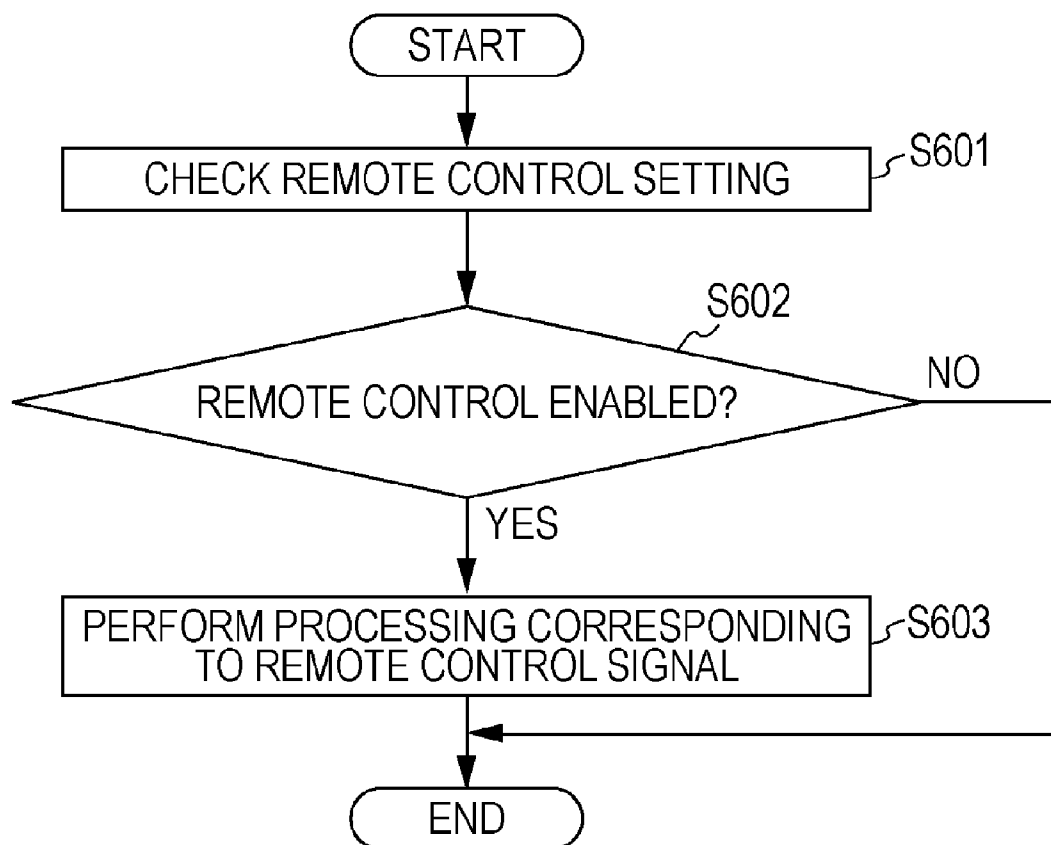 START
CHECK REMOTE CONTROL SETTING
S601
S602
REMOTE CONTROL ENABLED?
NO
YES
PERFORM PROCESSING CORRESPONDING
TO REMOTE CONTROL SIGNAL
S603
END